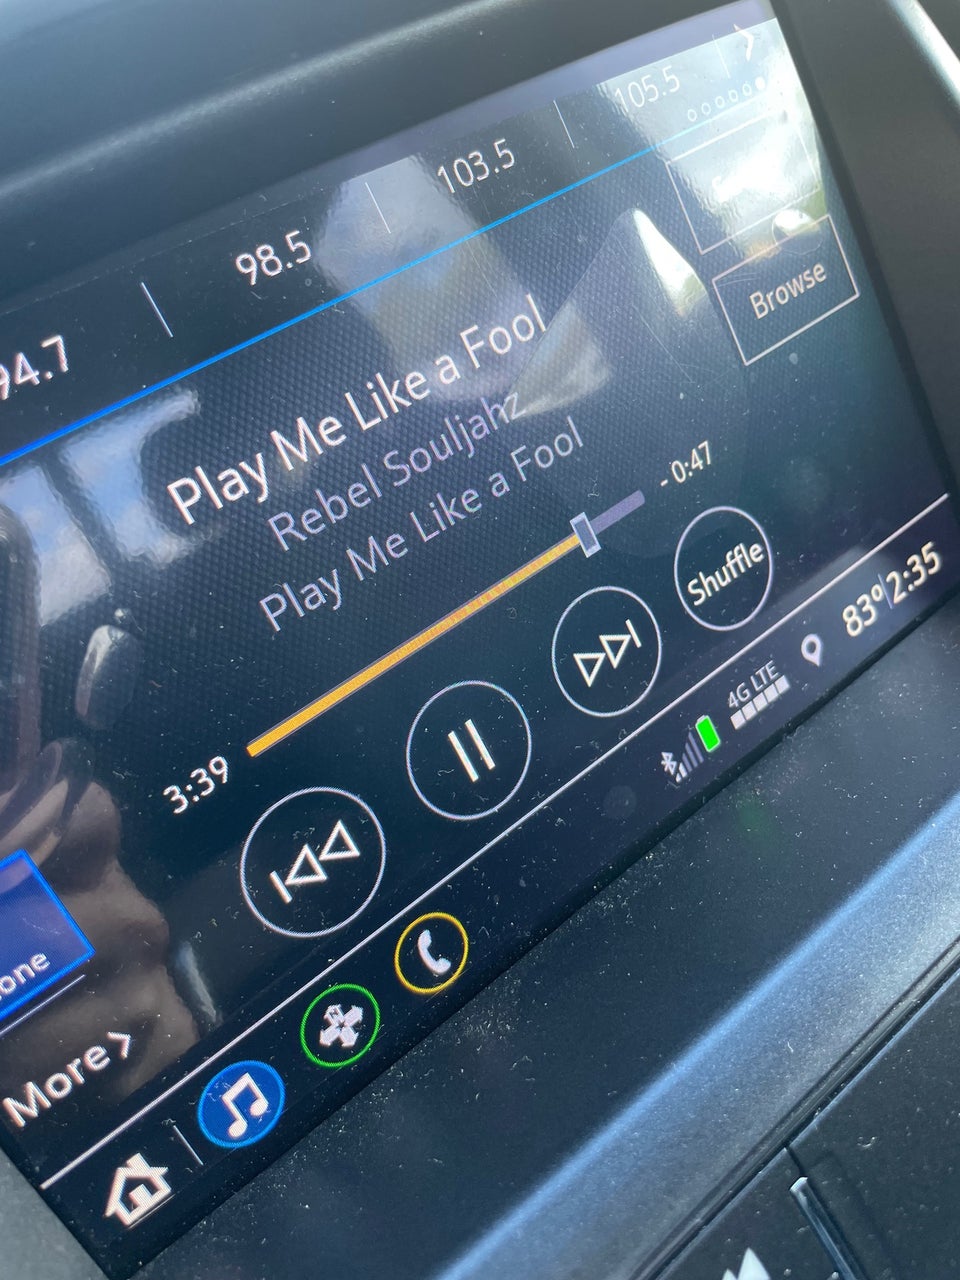 94.7
98.5
103.5
105.5
Browse
Play Me Like a Fool
Rebel Souljahz
Play Me Like a Fool
3:39
- 0:47
Shuffle
More
4G LTE
83° 2:35